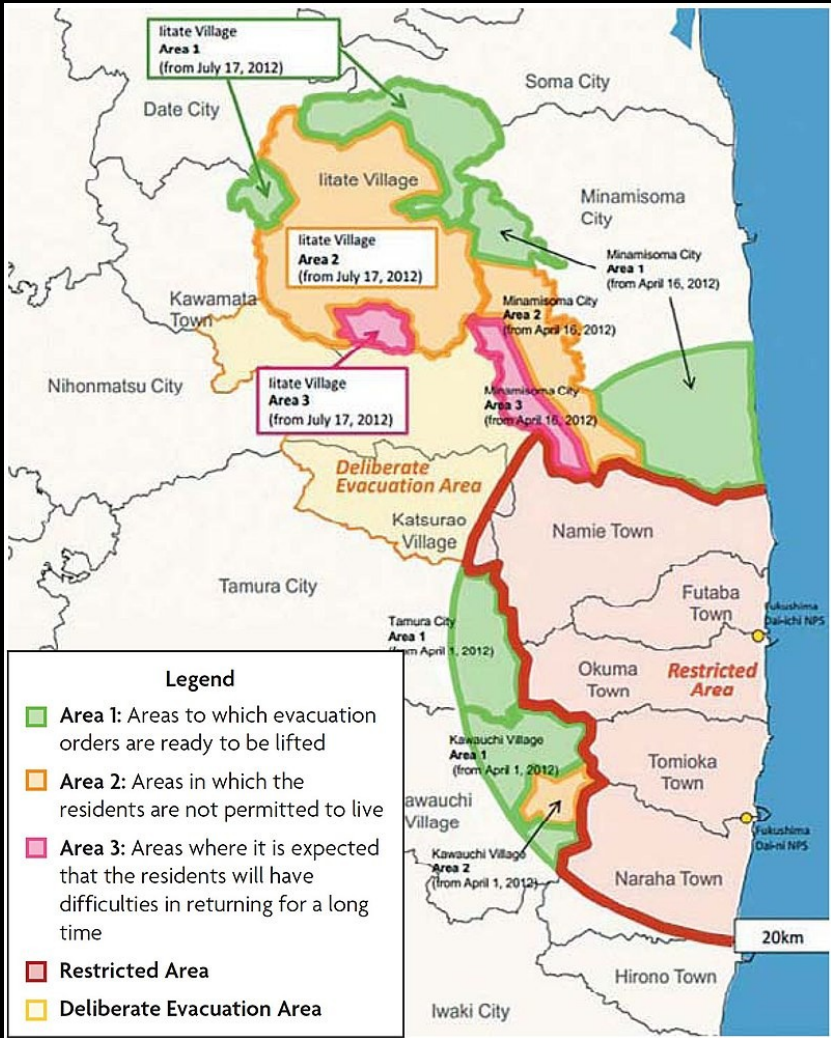 Iitate Village
Area 1
(from July 17, 2012)
Soma City
Date City
Iitate Village
Minamisoma
City
Iitate Village
Area 2
(from July 17, 2012)
Minamisoma City
Area 1
(from April 16, 2012)
Kawamata
Town
Minamisoma City
Area 2
(from April 16, 2012)
Nihonmatsu City
Iitate Village
Area 3
(from July 17, 2012)
Minamisoma City
Area 3
(from April 16, 2012)
Deliberate
Evacuation Area
Katsurao
Village
Namie Town
Tamura City
Futaba
Town
Fukushima
Dai-ichi NPS
Tamura City
Area 1
(from April 1, 2012)
Okuma
Town
Restricted
Area
Kawauchi Village
Area 1
(from April 1, 2012)
Tomioka
Town
awauchi
Village
Fukushima
Dai-ni NPS
Kawauchi Village
Area 2
(from April 1, 2012)
Naraha Town
20km
Hirono Town
Iwaki City
Legend
Area 1: Areas to which evacuation
orders are ready to be lifted
Area 2: Areas in which the
residents are not permitted to live
Area 3: Areas where it is expected
that the residents will have
difficulties in returning for a long
time
Restricted Area
Deliberate Evacuation Area